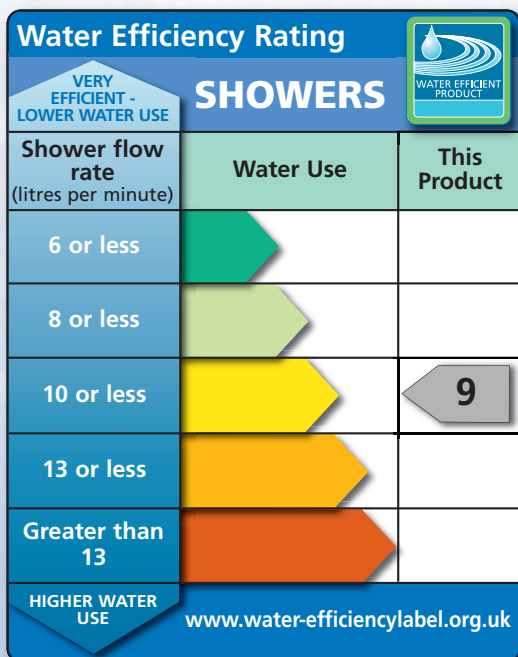 Water Efficiency Rating
WATER EFFICIENT
PRODUCT
VERY
EFFICIENT -
LOWER WATER USE
SHOWERS
Shower flow
rate
(litres per minute)
Water Use
This
Product
6 or less
8 or less
10 or less
9
13 or less
Greater than
13
HIGHER WATER
USE
www.water-efficiencylabel.org.uk